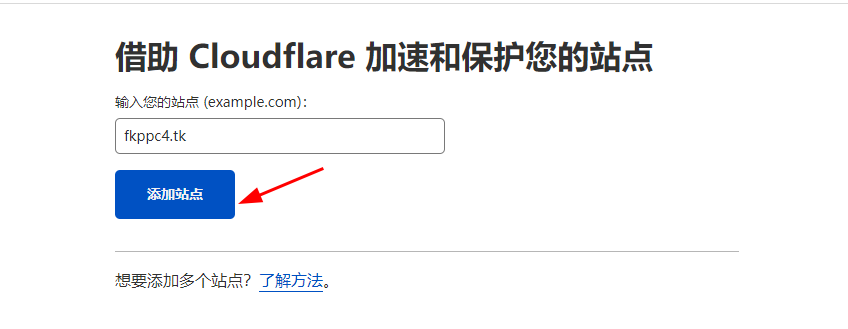 借助 Cloudflare 加速和保护您的站点
输入您的站点 (example.com)：
fkppc4.tk
添加站点
想要添加多个站点？了解方法。